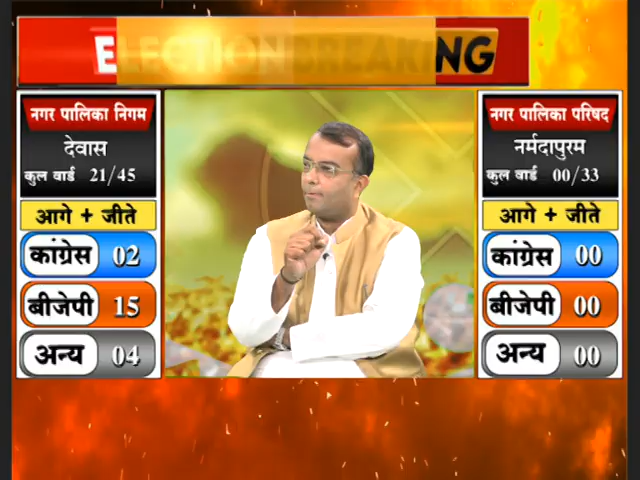 ELECTION BREAKING
नगर पालिका निगम
देवास
कुल वार्ड 21/45
आगे + जीते
कांग्रेस 02
बीजेपी 15
अन्य 04
नगर पालिका परिषद
नर्मदापुरम
कुल वार्ड 00/33
आगे + जीते
कांग्रेस 00
बीजेपी 00
अन्य 00